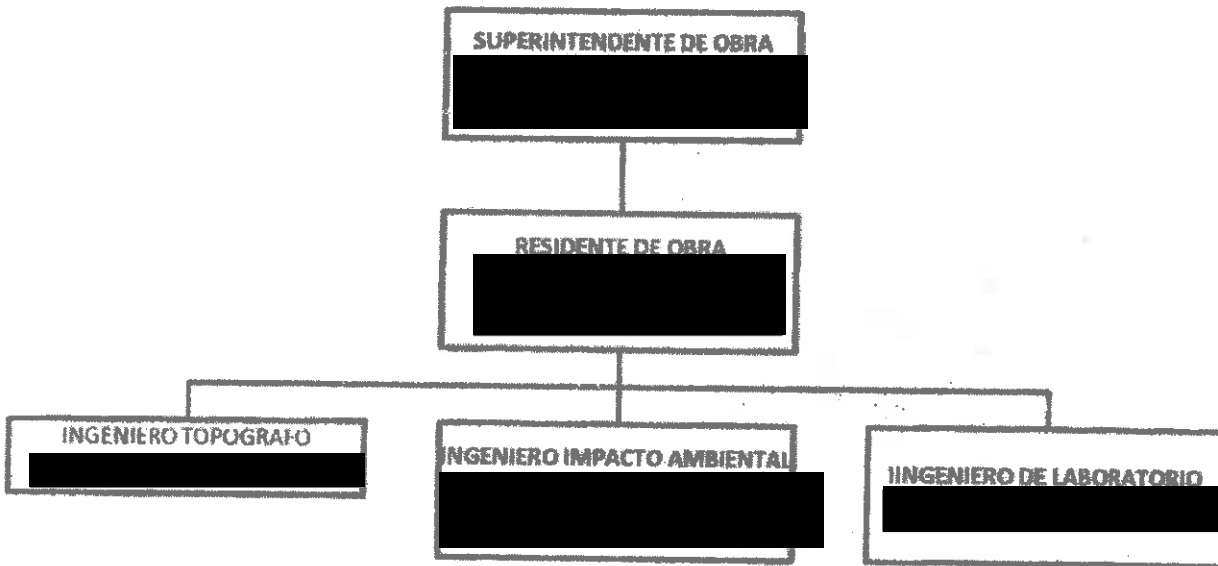 SUPERINTENDENTE DE OBRA
RESIDENTE DE OBRA
INGENIERO TOPOGRAFO
INGENIERO IMPACTO AMBIENTAL
IINGENIERO DE LABORATORIO